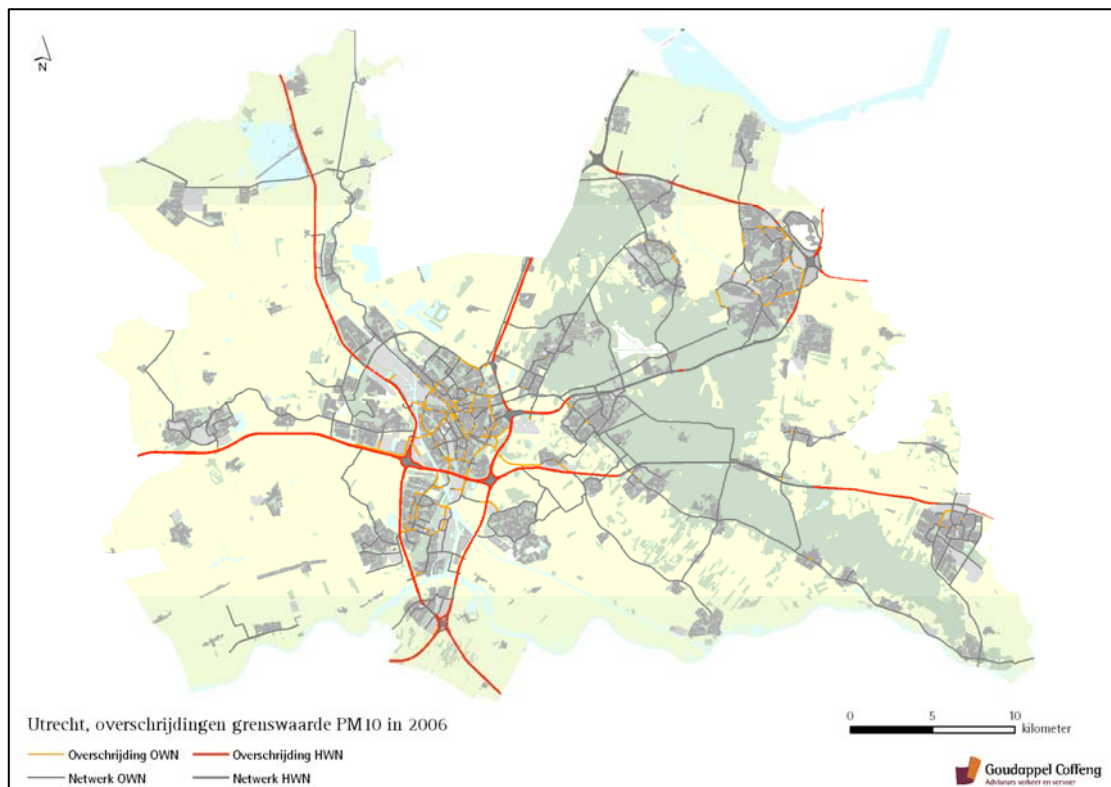 N
Utrecht, overschrijdingen grenswaarde PM10 in 2006
Overschrijding OWN Overschrijding HWN
Netwerk OWN Netwerk HWN
0 5 10
kilometer
Goudappel Coffeng
Adviseurs verkeer en vervoer